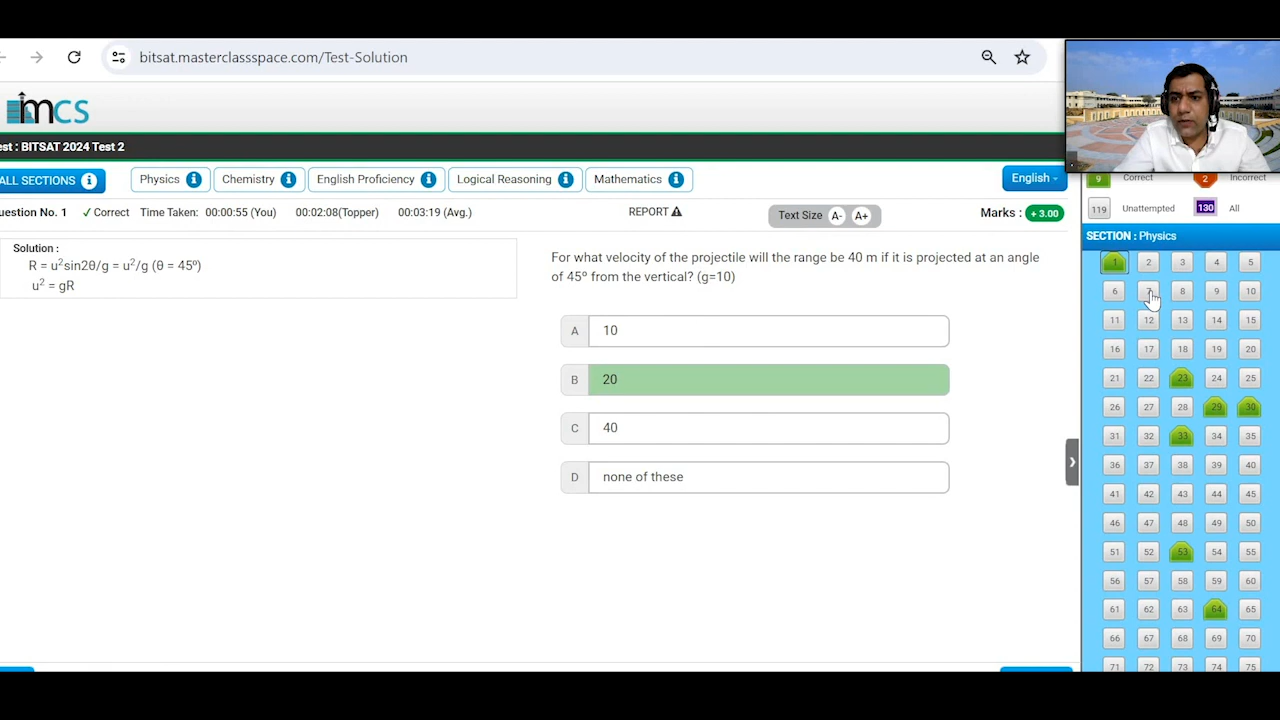 bitsat.masterclassspace.com/Test-Solution
imcs
est : BITSAT 2024 Test 2
ALL SECTIONS i
Physics i Chemistry i English Proficiency i Logical Reasoning i Mathematics i English
uestion No. 1 ✓ Correct Time Taken: 00:00:55 (You) 00:02:08(Topper) 00:03:19 (Avg.) REPORT Text Size A- A+ Marks : + 3.00
Solution :
R = u²sin2θ/g = u²/g (θ = 45º)
u² = gR
For what velocity of the projectile will the range be 40 m if it is projected at an angle
of 45º from the vertical? (g=10)
A 10
B 20
C 40
D none of these
9 Correct 2 Incorrect
119 Unattempted 130 All
SECTION : Physics
1 2 3 4 5
6 7 8 9 10
11 12 13 14 15
16 17 18 19 20
21 22 23 24 25
26 27 28 29 30
31 32 33 34 35
36 37 38 39 40
41 42 43 44 45
46 47 48 49 50
51 52 53 54 55
56 57 58 59 60
61 62 63 64 65
66 67 68 69 70
71 72 73 74 75